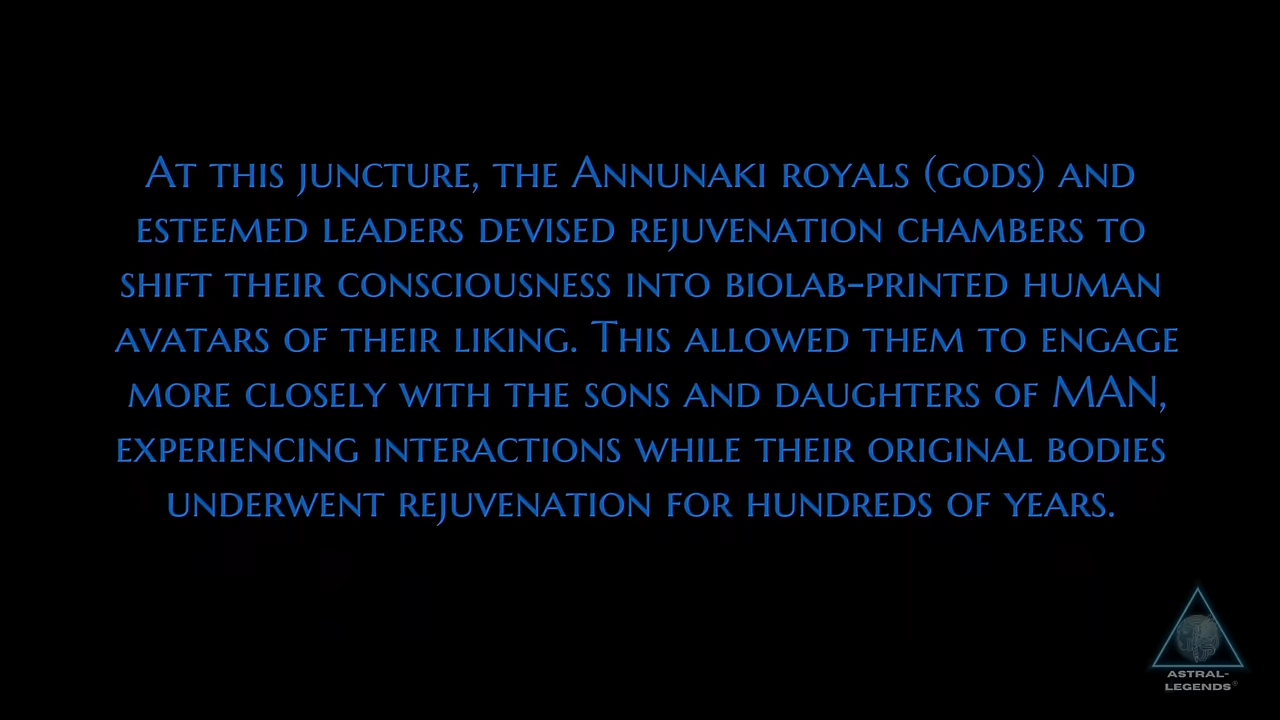 At this juncture, the Annunaki royals (gods) and
esteemed leaders devised rejuvenation chambers to
shift their consciousness into biolab-printed human
avatars of their liking. This allowed them to engage
more closely with the sons and daughters of MAN,
experiencing interactions while their original bodies
underwent rejuvenation for hundreds of years.
ASTRAL-
LEGENDS®